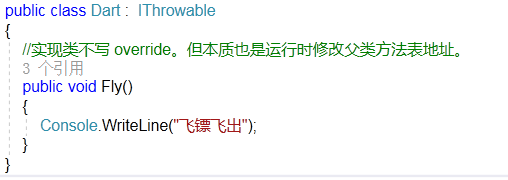 public class Dart :  IThrowable
{
//实现类不写 override。但本质也是运行时修改父类方法表地址。
3 个引用
public void Fly()
{
Console.WriteLine("飞镖飞出");
}
}